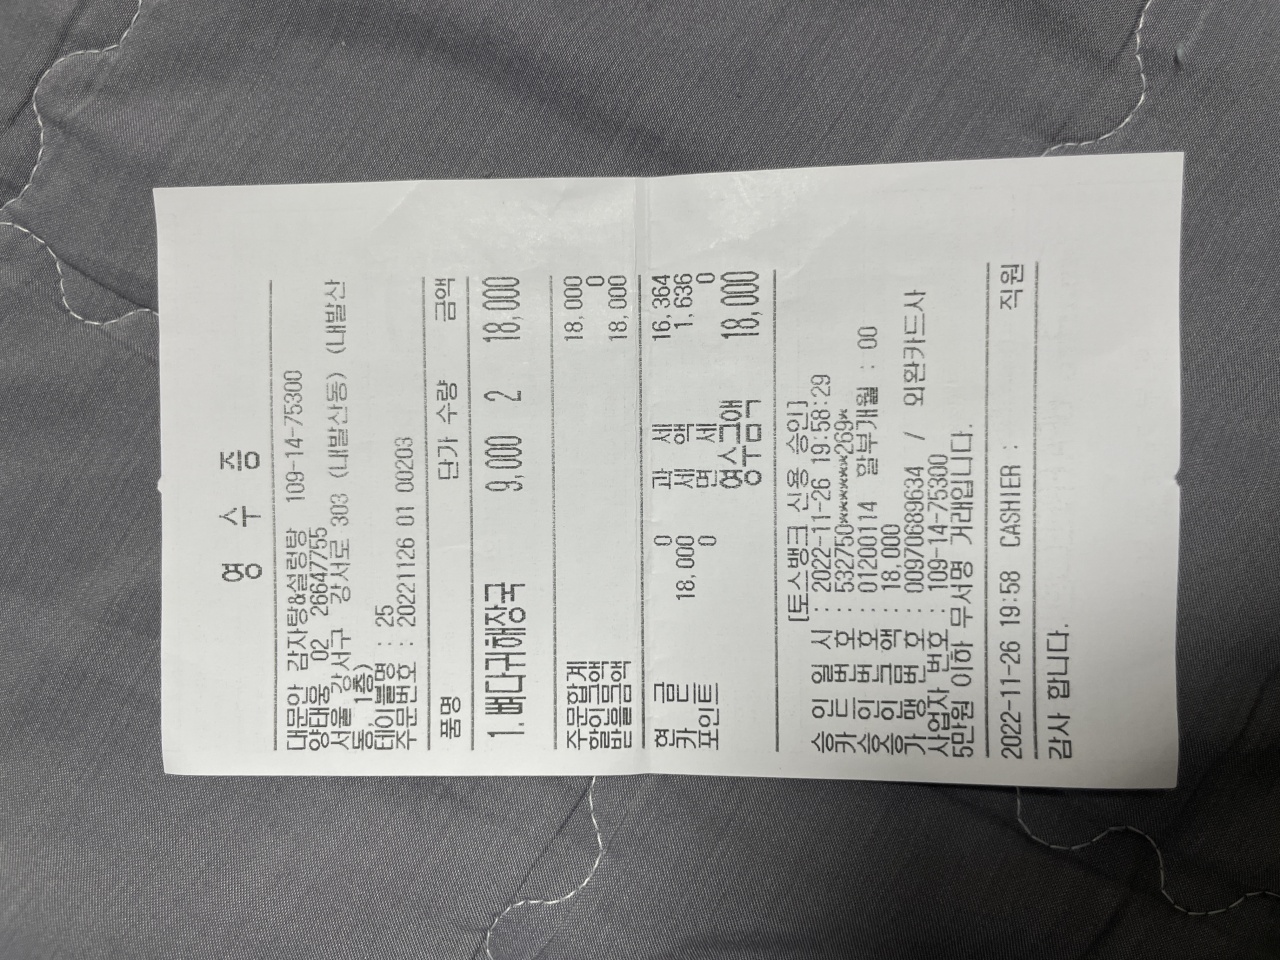 영 수 증
대문안 감자탕&설렁탕 109-14-75300
양대웅 02 26647755
서울 강서구 강서로 303 (내발산동) (내발산
동, 1층)
테이블명 : 25
주문번호 : 20221126 01 00203
품명 단가 수량 금액
1.뼈다귀해장국 9,000 2 18,000
주문합계 18,000
할인금액 0
받을금액 18,000
현 금 0 과 세 16,364
카 드 18,000 세 액 1,636
포인트 0 면 세 0
영수금액 18,000
[토스뱅크 신용 승인]
승 인 일 시 : 2022-11-26 19:58:29
카 드 번 호 : 532750******269*
승 인 번 호 : 01200114 할부개월 : 00
승 인 금 액 : 18,000
가 맹 번 호 : 00970689634 / 외환카드사
사업자 번호 : 109-14-75300
5만원 이하 무서명 거래입니다.
2022-11-26 19:58 CASHIER : 직원
감사 합니다.